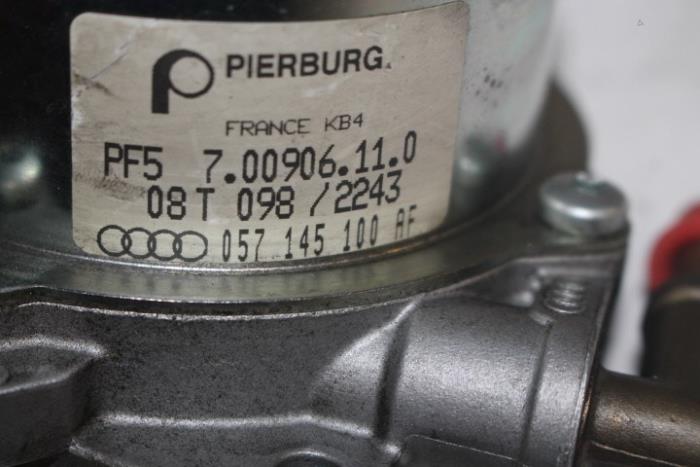 PIERBURG
FRANCE KB4
PF5 7.00906.11.0
08T 098 / 2243
057 145 100 AF